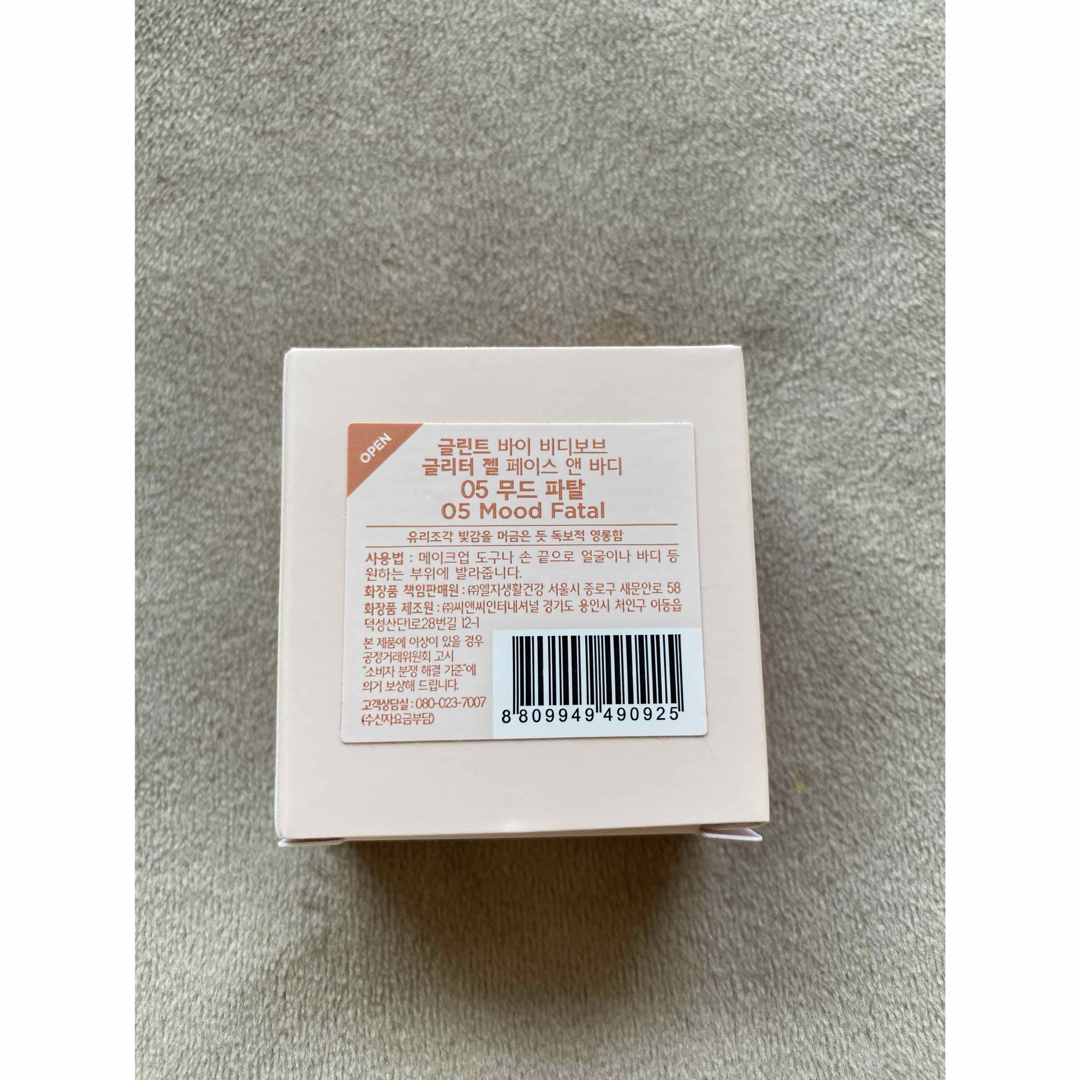 OPEN
글린트 바이 비디보브
글리터 젤 페이스 앤 바디
05 무드 파탈
05 Mood Fatal
유리조각 빛감을 머금은 듯 독보적 영롱함
사용법 : 메이크업 도구나 손 끝으로 얼굴이나 바디 등
원하는 부위에 발라줍니다.
화장품 책임판매원 : ㈜엘지생활건강 서울시 종로구 새문안로 58
화장품 제조원 : ㈜씨앤씨인터내셔널 경기도 용인시 처인구 이동읍
덕성산단1로28번길 12-1
본 제품에 이상이 있을 경우
공정거래위원회 고시
"소비자 분쟁 해결 기준"에
의거 보상해 드립니다.
고객상담실 : 080-023-7007
(수신자요금부담)
8 809949 490925